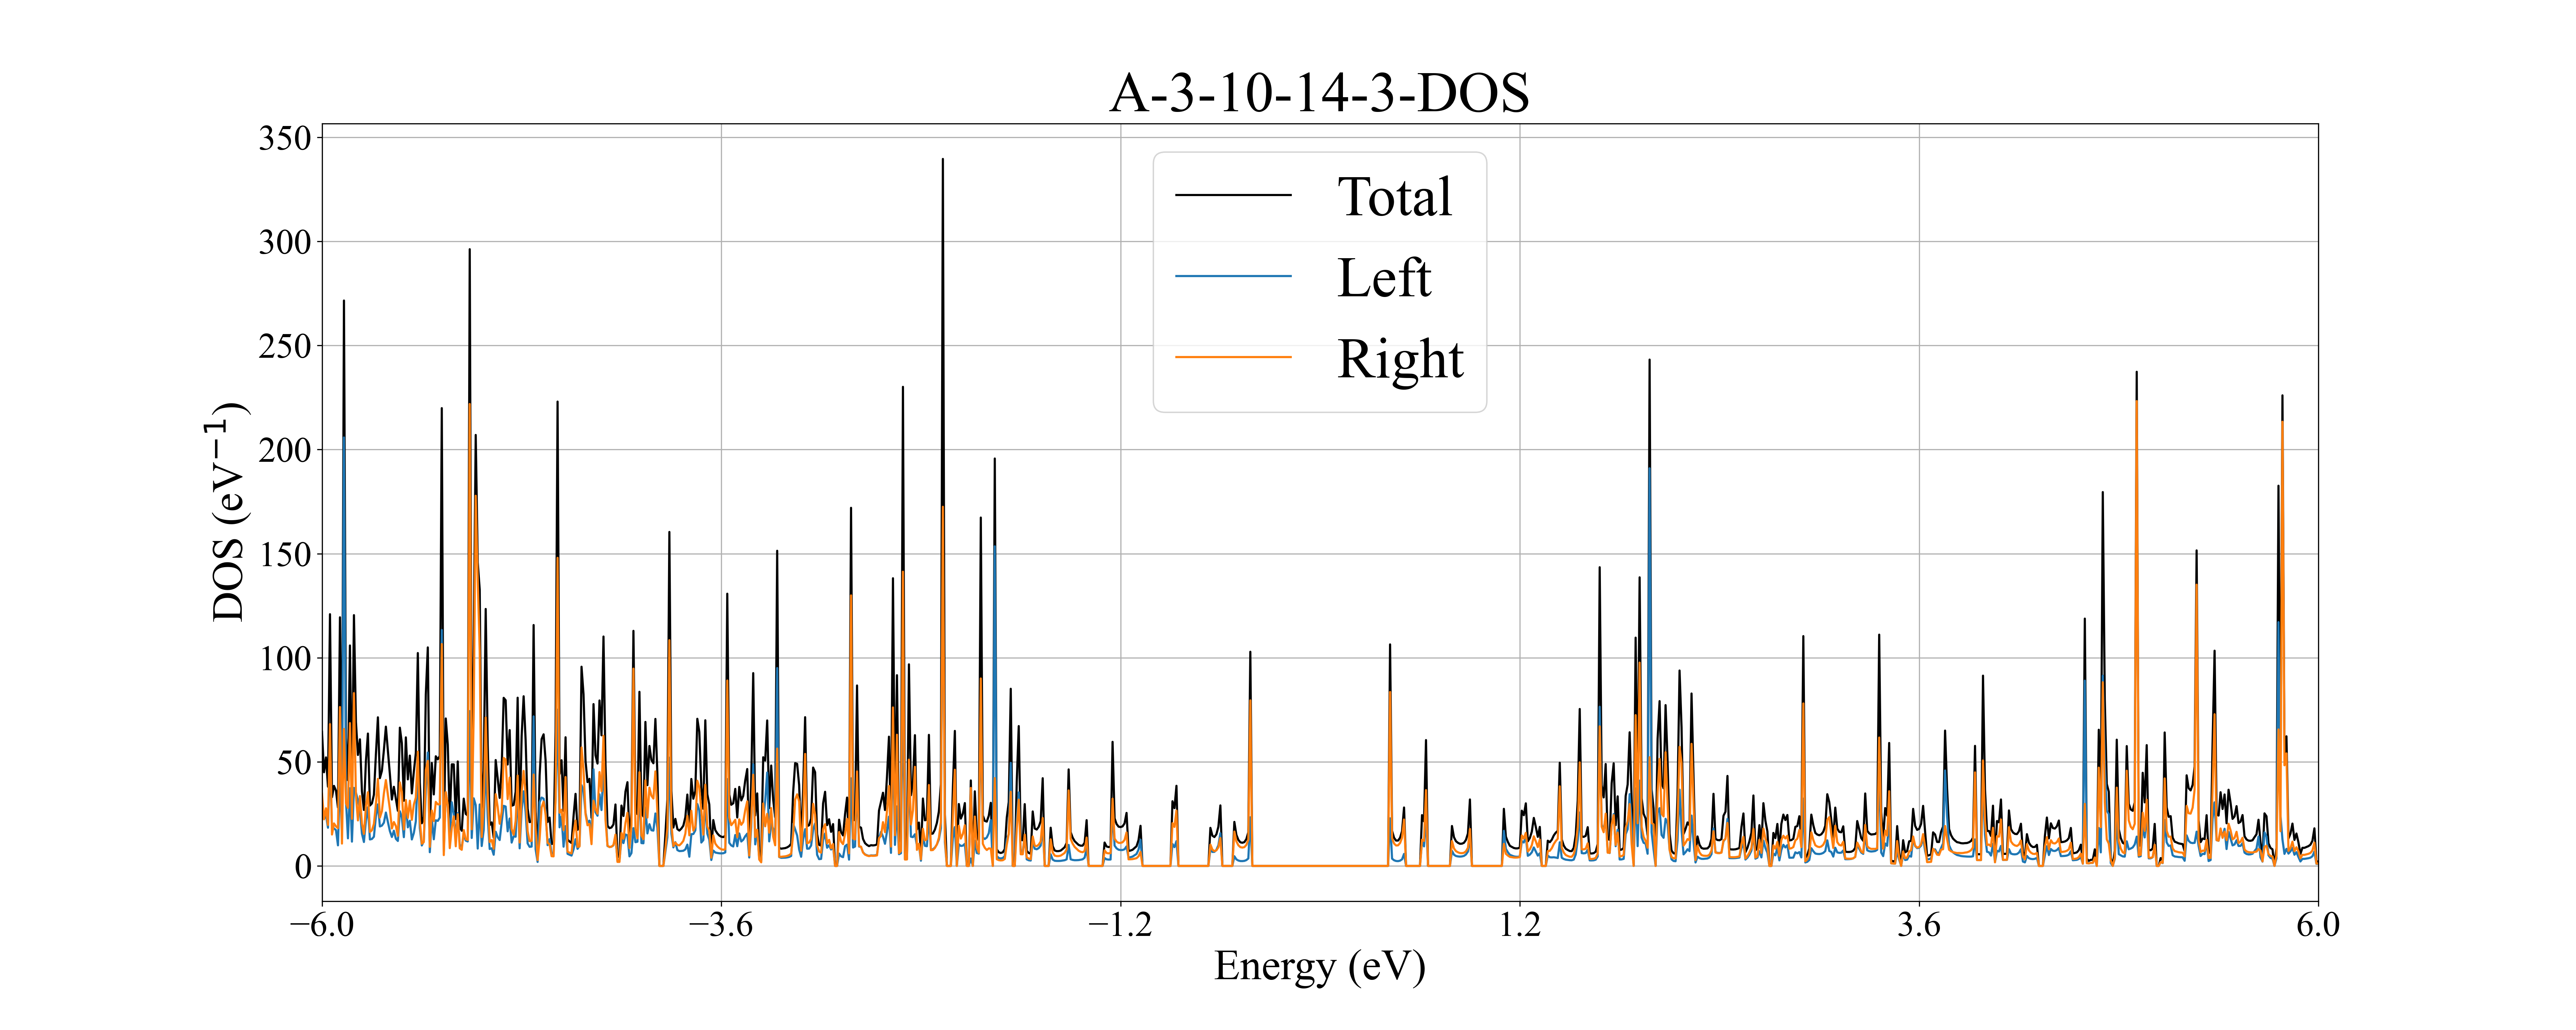 A-3-10-14-3-DOS
350
300
250
200
150
100
50
0
DOS (eV⁻¹)
Total
Left
Right
−6.0 −3.6 −1.2 1.2 3.6 6.0
Energy (eV)